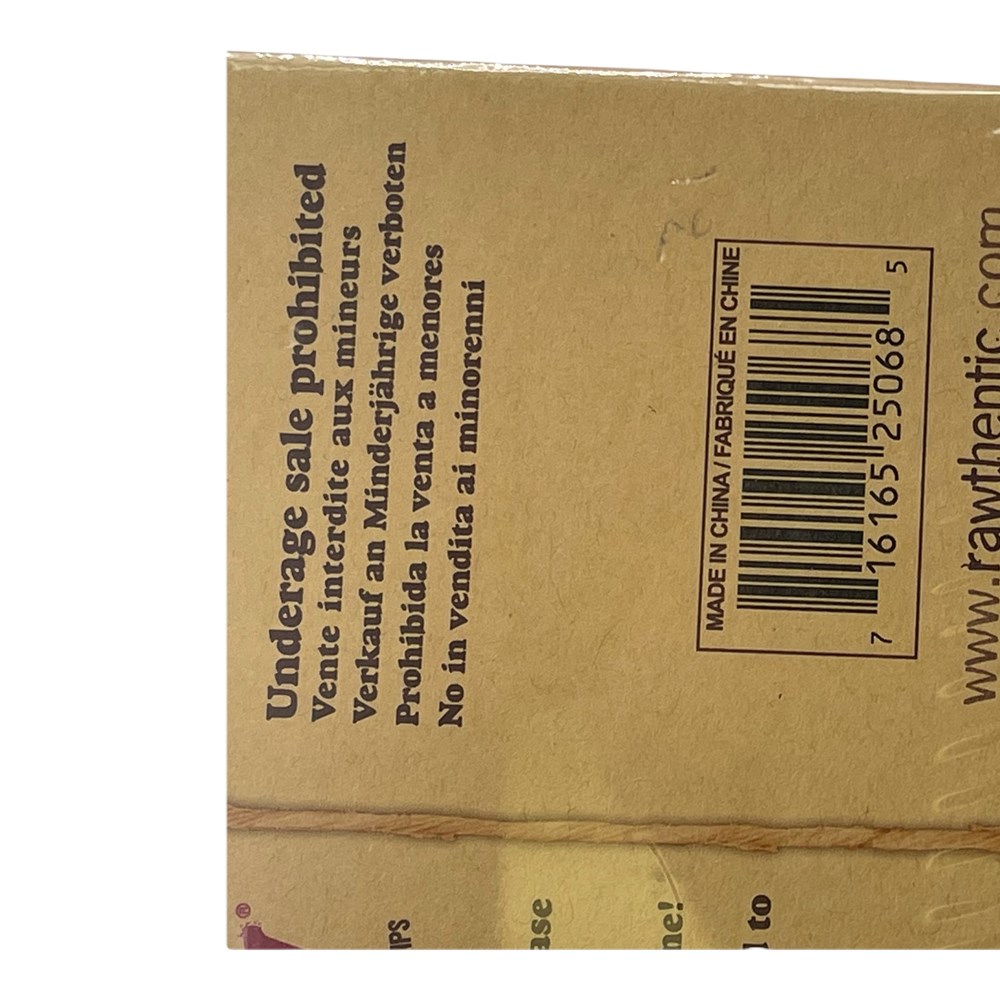 Underage sale prohibited
Vente interdite aux mineurs
Verkauf an Minderjährige verboten
Prohibida la venta a menores
No in vendita ai minorenni
MADE IN CHINA / FABRIQUÉ EN CHINE
7 16165 25068 5
www.rawthentic.com
®